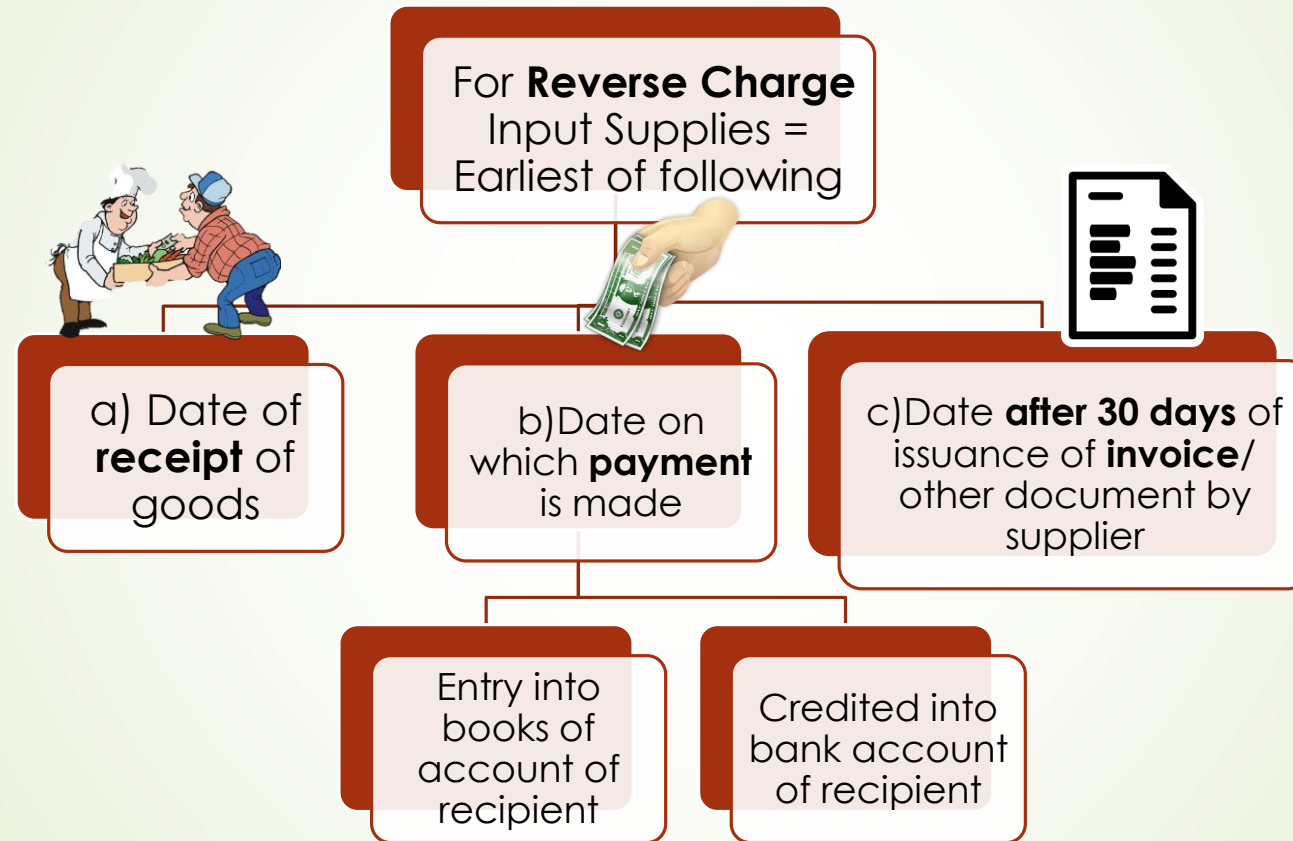 For Reverse Charge
Input Supplies =
Earliest of following
a) Date of
receipt of
goods
b)Date on
which payment
is made
c)Date after 30 days of
issuance of invoice/
other document by
supplier
Entry into
books of
account of
recipient
Credited into
bank account
of recipient